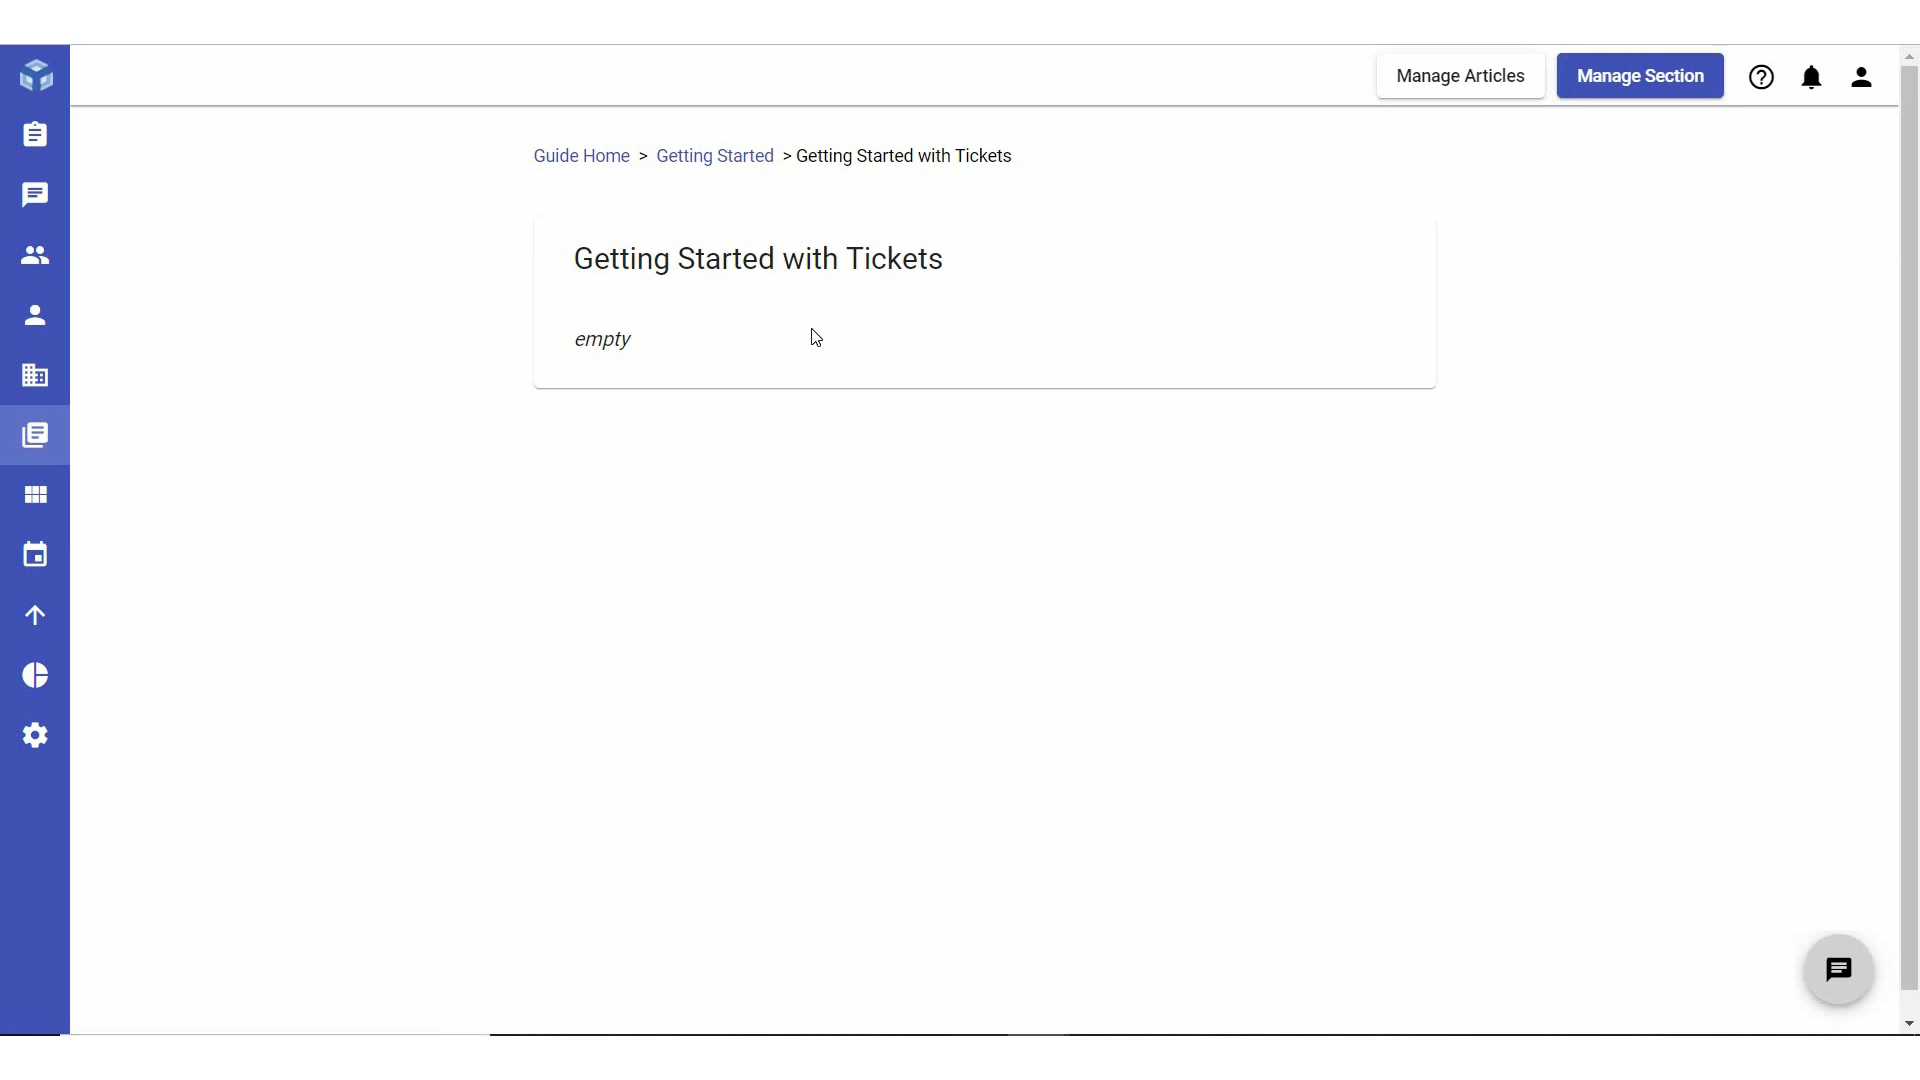 Manage Articles
Manage Section
Guide Home > Getting Started > Getting Started with Tickets
Getting Started with Tickets
empty